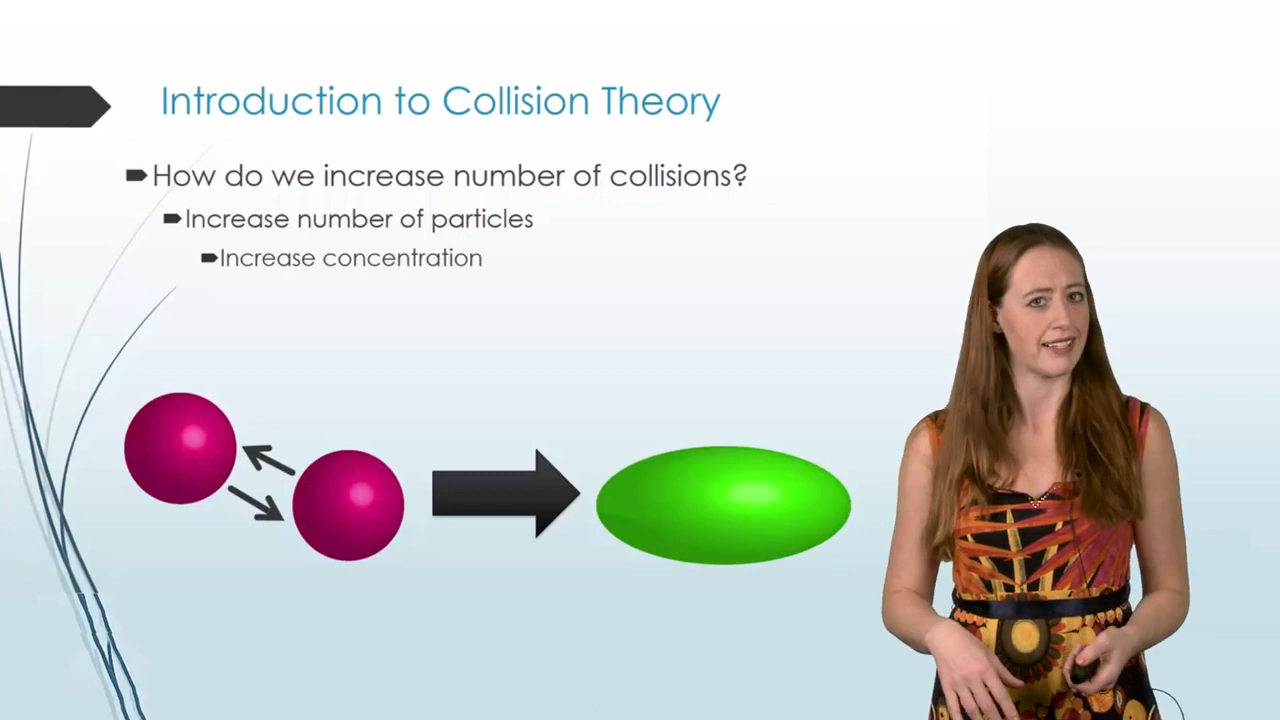 Introduction to Collision Theory
How do we increase number of collisions?
Increase number of particles
Increase concentration